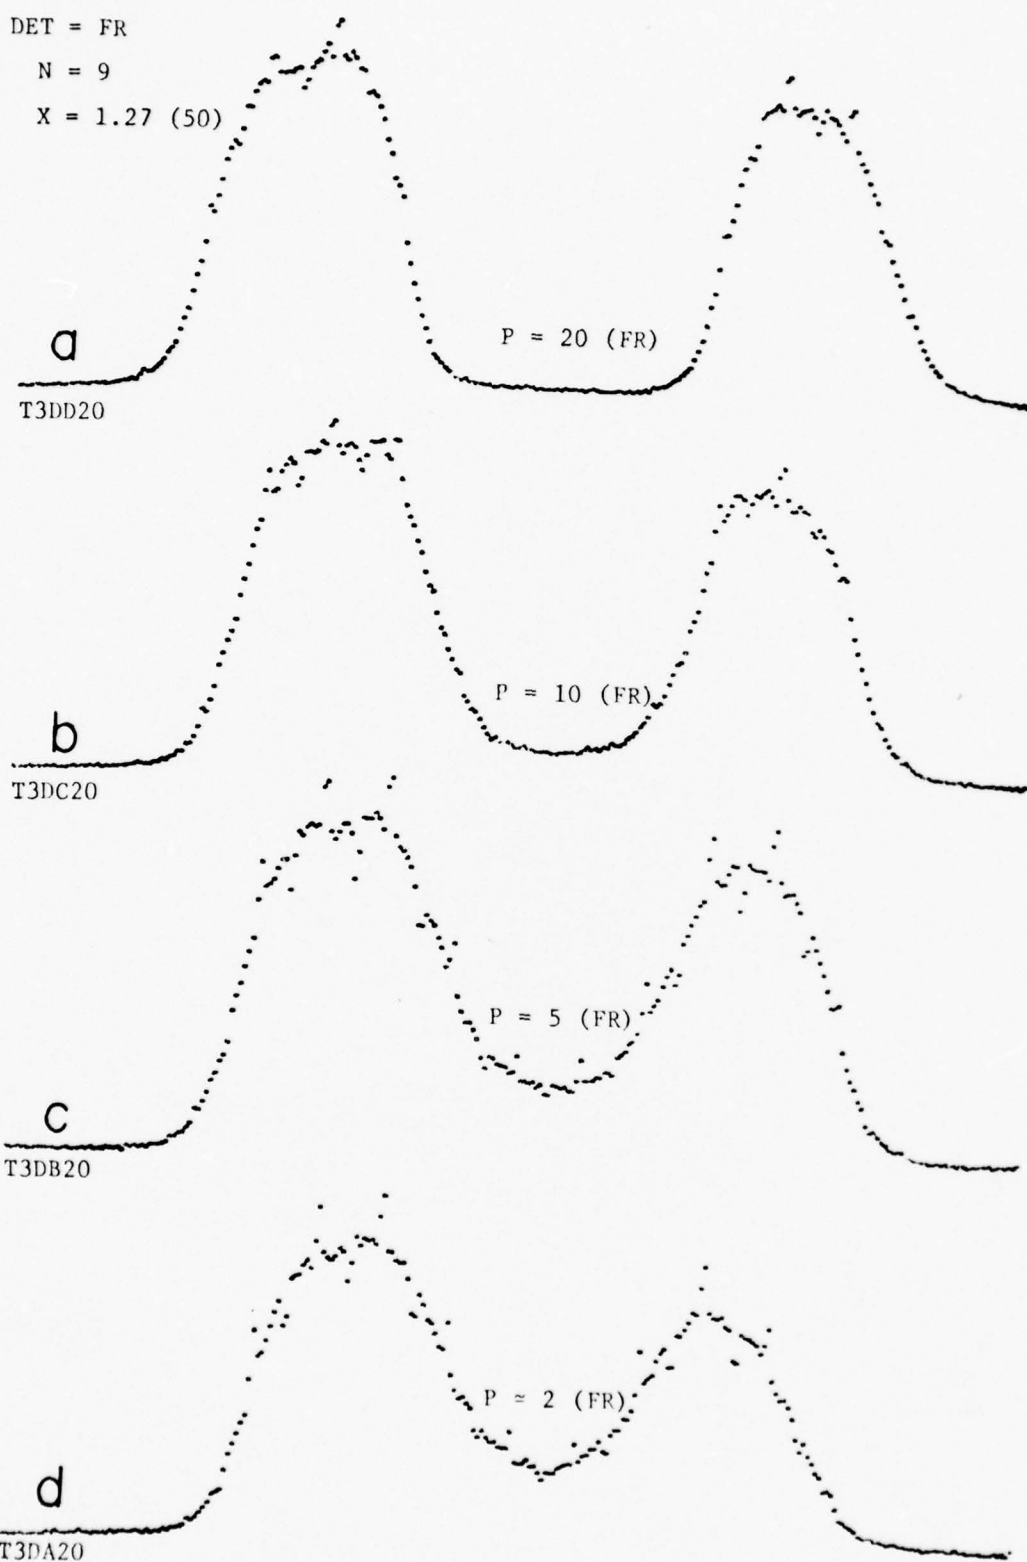 DET = FR
N = 9
X = 1.27 (50)
a
P = 20 (FR)
T3DD20
b
P = 10 (FR)
T3DC20
c
P = 5 (FR)
T3DB20
d
P ≃ 2 (FR)
T3DA20